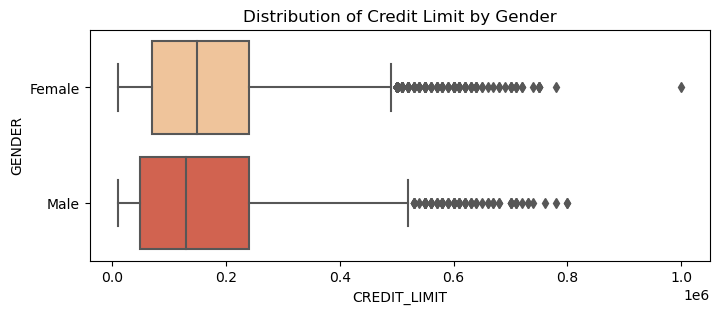 Distribution of Credit Limit by Gender
GENDER
Female
Male
0.0 0.2 0.4 0.6 0.8 1.0
1e6
CREDIT_LIMIT